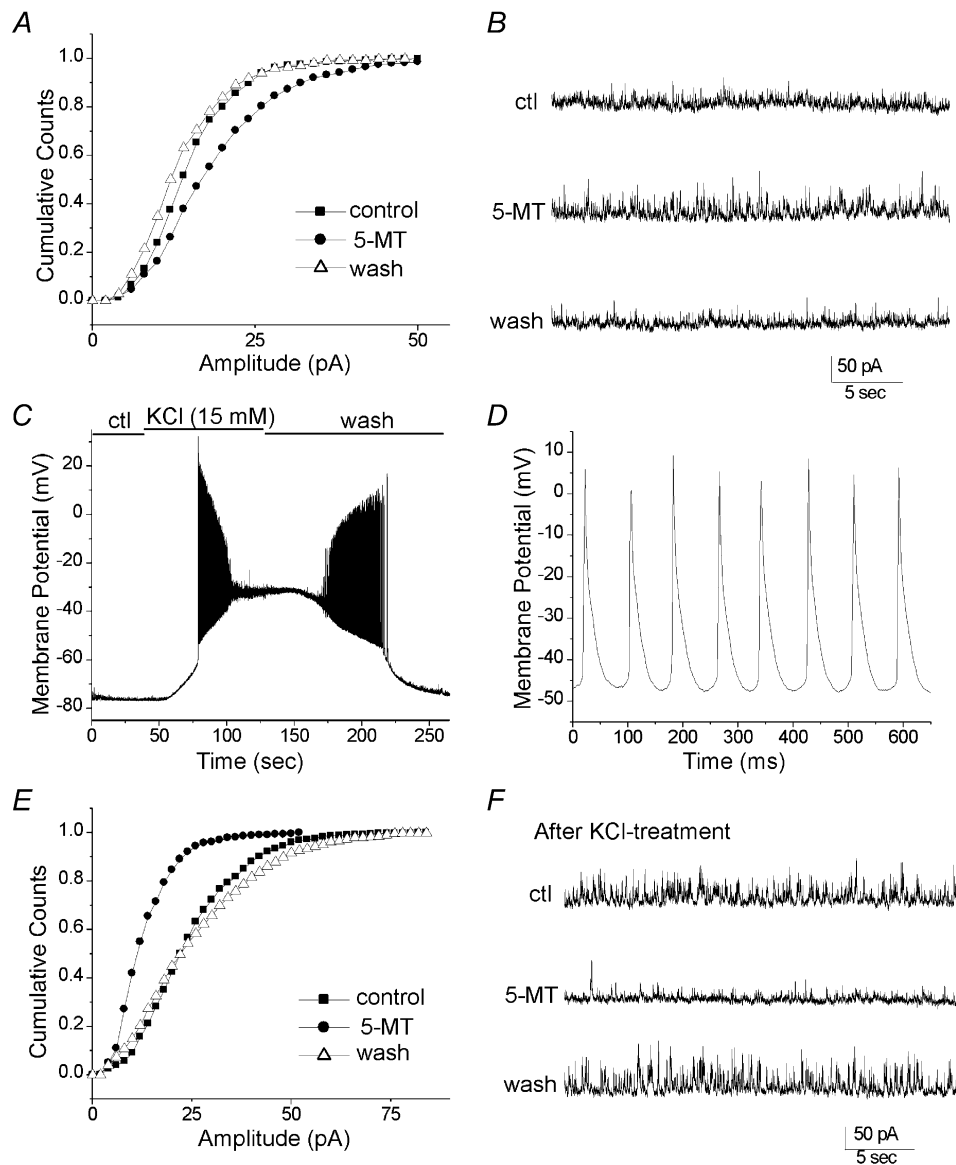 A
Cumulative Counts
1.0
0.8
0.6
0.4
0.2
0.0
control
5-MT
wash
0
25
50
Amplitude (pA)
B
ctl
5-MT
wash
50 pA
5 sec
C
ctl
KCl (15 mM)
wash
Membrane Potential (mV)
20
0
-20
-40
-60
-80
0
50
100
150
200
250
Time (sec)
D
Membrane Potential (mV)
10
0
-10
-20
-30
-40
-50
0
100
200
300
400
500
600
Time (ms)
E
Cumulative Counts
1.0
0.8
0.6
0.4
0.2
0.0
control
5-MT
wash
0
25
50
75
Amplitude (pA)
F
After KCl-treatment
ctl
5-MT
wash
50 pA
5 sec